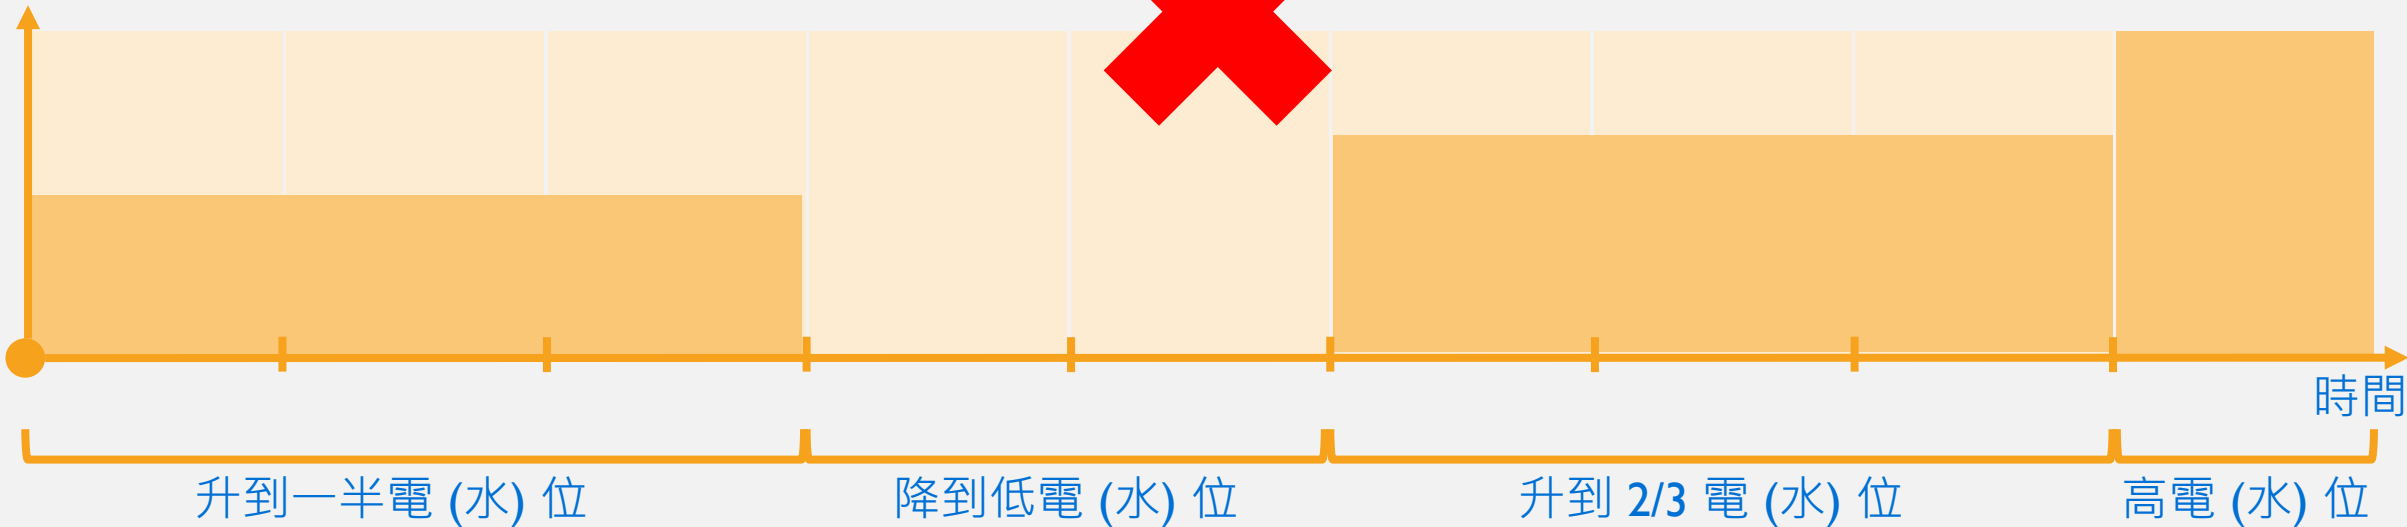 時間
升到一半電 (水) 位
降到低電 (水) 位
升到 2/3 電 (水) 位
高電 (水) 位